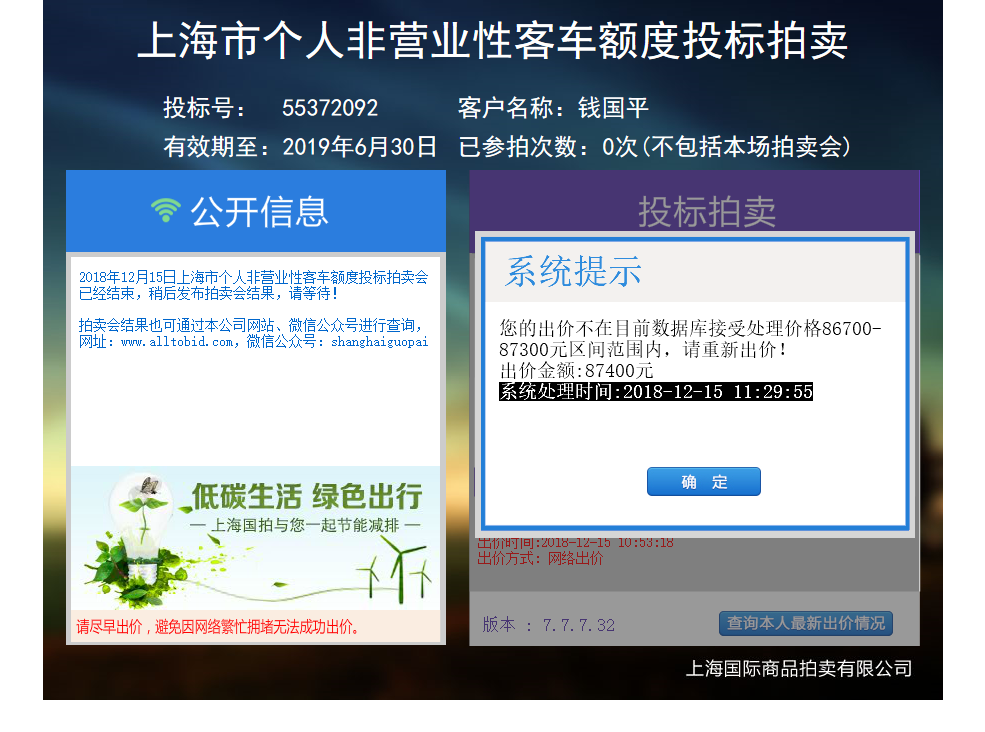 上海市个人非营业性客车额度投标拍卖
投标号： 55372092 客户名称：钱国平
有效期至：2019年6月30日 已参拍次数：0次(不包括本场拍卖会)
公开信息
2018年12月15日上海市个人非营业性客车额度投标拍卖会
已经结束，稍后发布拍卖会结果，请等待！
拍卖会结果也可通过本公司网站、微信公众号进行查询，
网址：www.alltobid.com，微信公众号：shanghaiguopai
低碳生活 绿色出行
— 上海国拍与您一起节能减排 —
请尽早出价，避免因网络繁忙拥堵无法成功出价。
投标拍卖
系统提示
您的出价不在目前数据库接受处理价格86700-
87300元区间范围内，请重新出价！
出价金额:87400元
系统处理时间:2018-12-15 11:29:55
确 定
出价时间:2018-12-15 10:53:18
出价方式：网络出价
版本 : 7.7.7.32
查询本人最新出价情况
上海国际商品拍卖有限公司